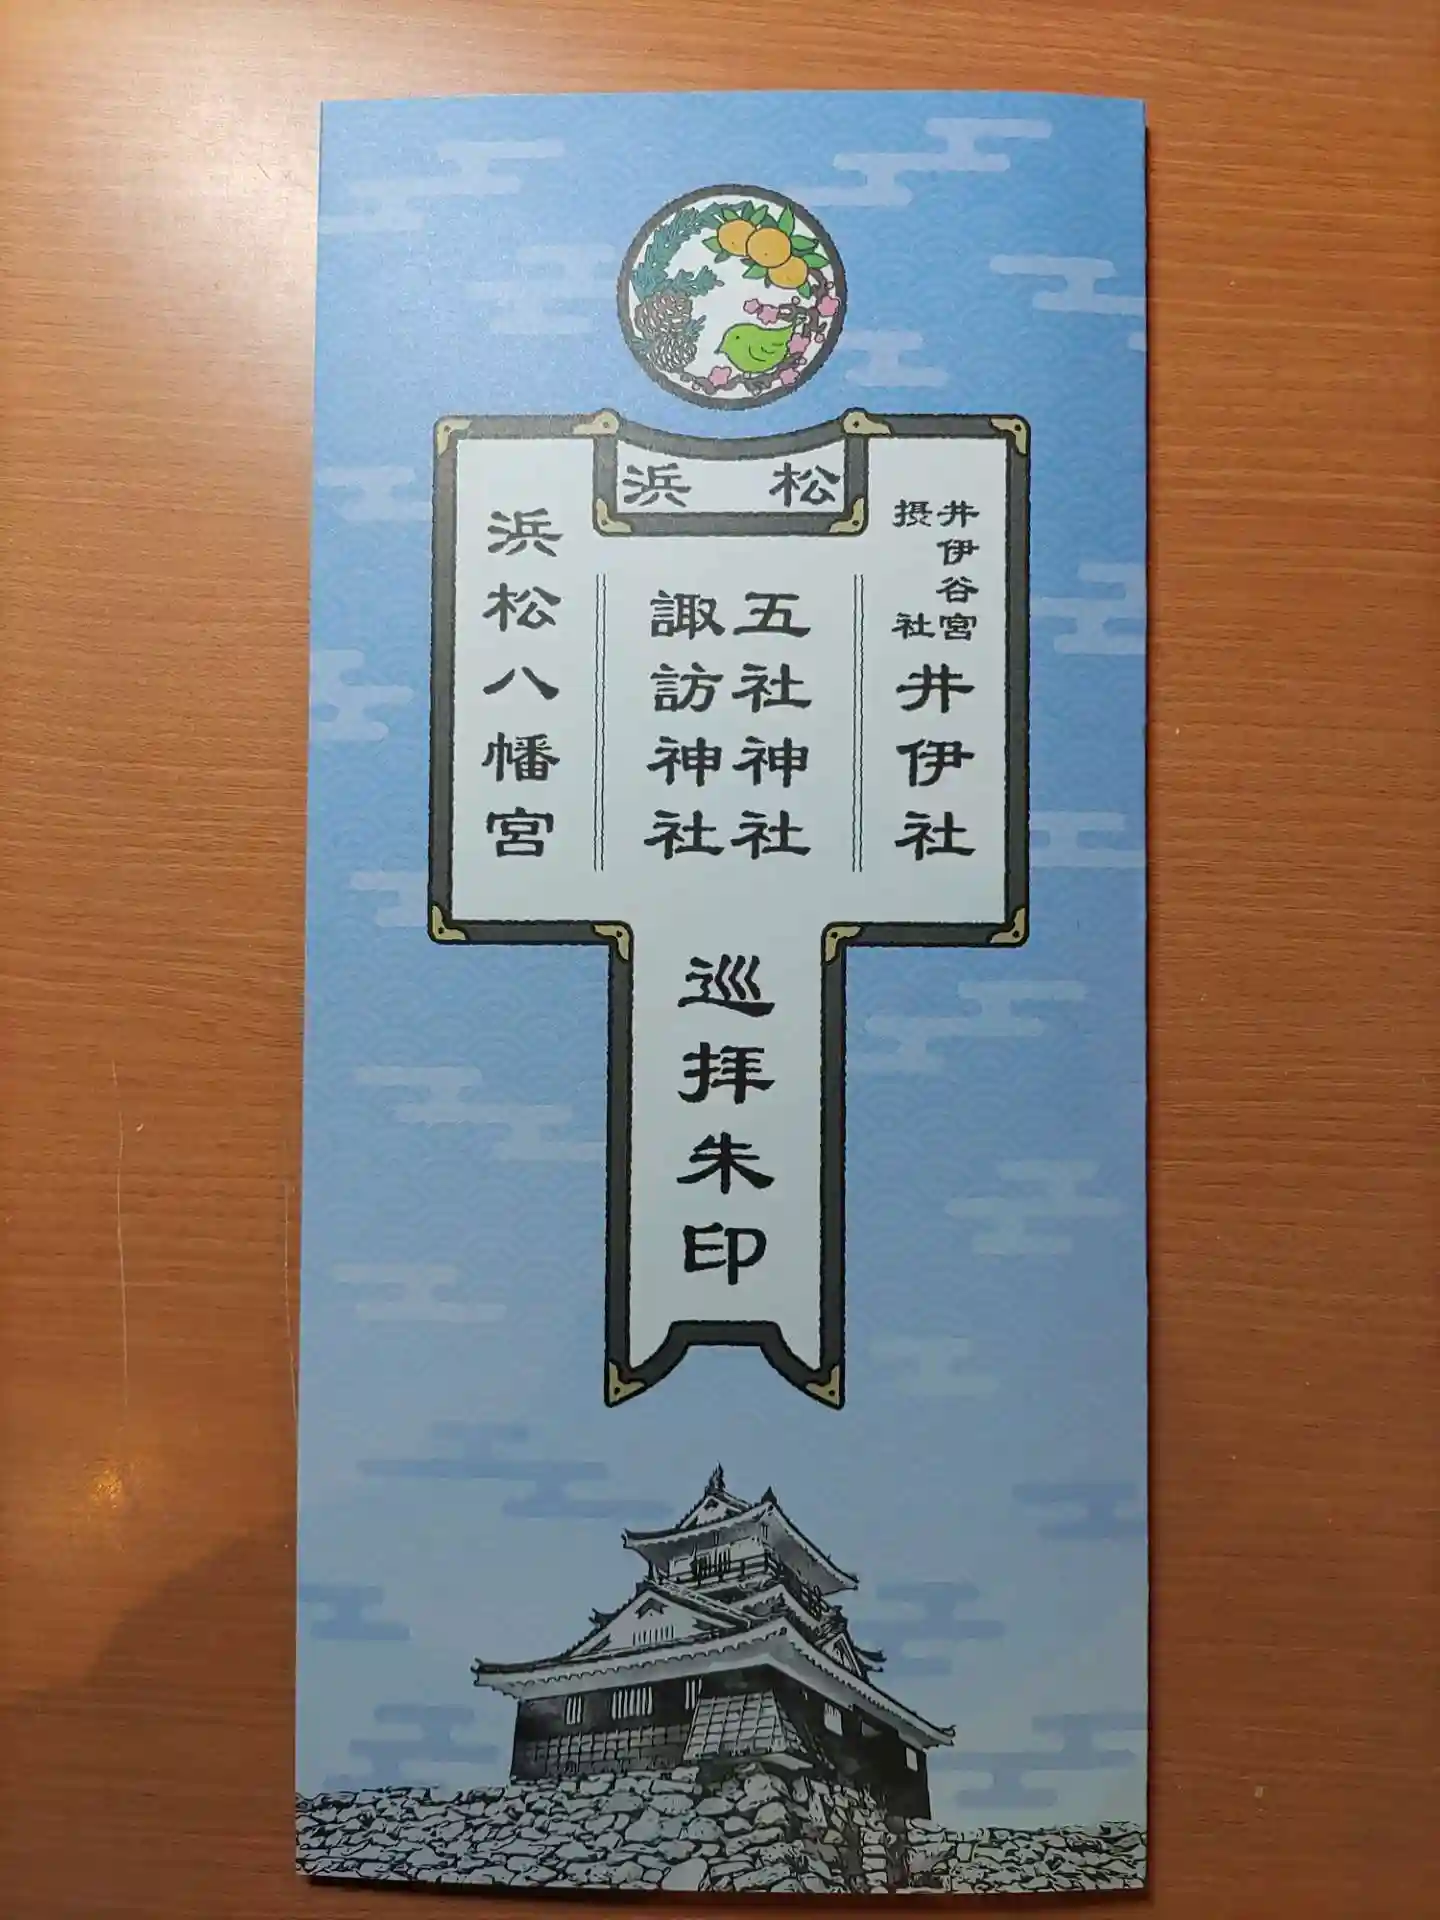 浜松
井伊谷宮
摂社
井伊社
五社神社
諏訪神社
浜松八幡宮
巡拝朱印